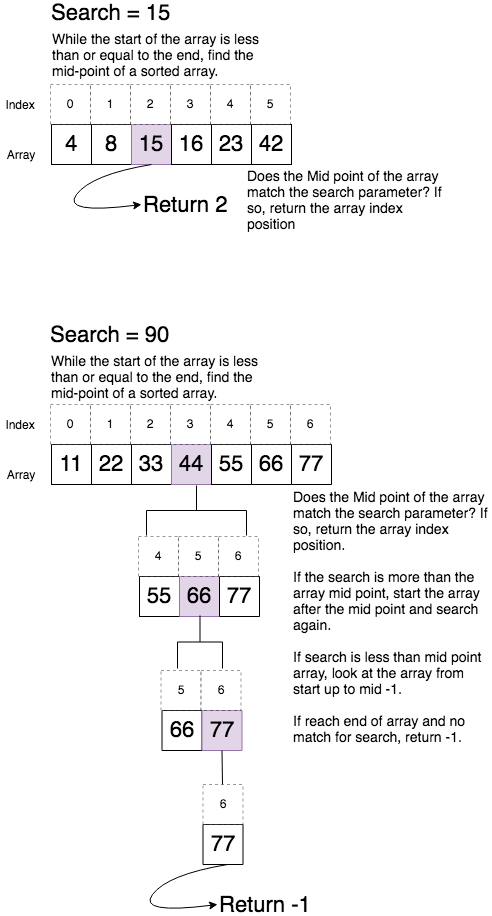 Search = 15
While the start of the array is less
than or equal to the end, find the
mid-point of a sorted array.
Index 0 1 2 3 4 5
Array 4 8 15 16 23 42
Does the Mid point of the array
match the search parameter? If
so, return the array index
position
Return 2
Search = 90
While the start of the array is less
than or equal to the end, find the
mid-point of a sorted array.
Index 0 1 2 3 4 5 6
Array 11 22 33 44 55 66 77
Does the Mid point of the array
match the search parameter? If
so, return the array index
position.
If the search is more than the
array mid point, start the array
after the mid point and search
again.
If search is less than mid point
array, look at the array from
start up to mid -1.
If reach end of array and no
match for search, return -1.
4 5 6
55 66 77
5 6
66 77
6
77
Return -1